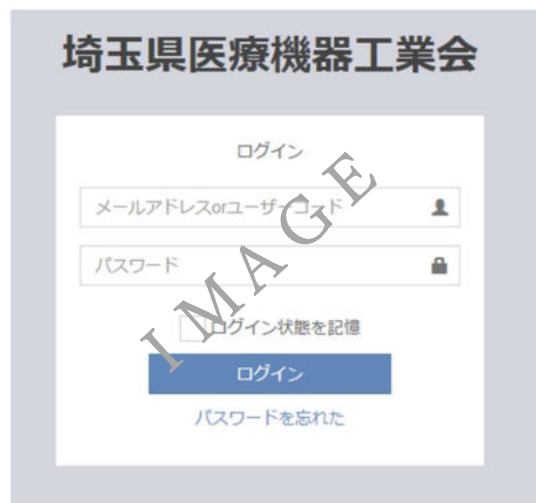 埼玉県医療機器工業会
ログイン
メールアドレスorユーザーコード
パスワード
ログイン状態を記憶
ログイン
パスワードを忘れた
IMAGE